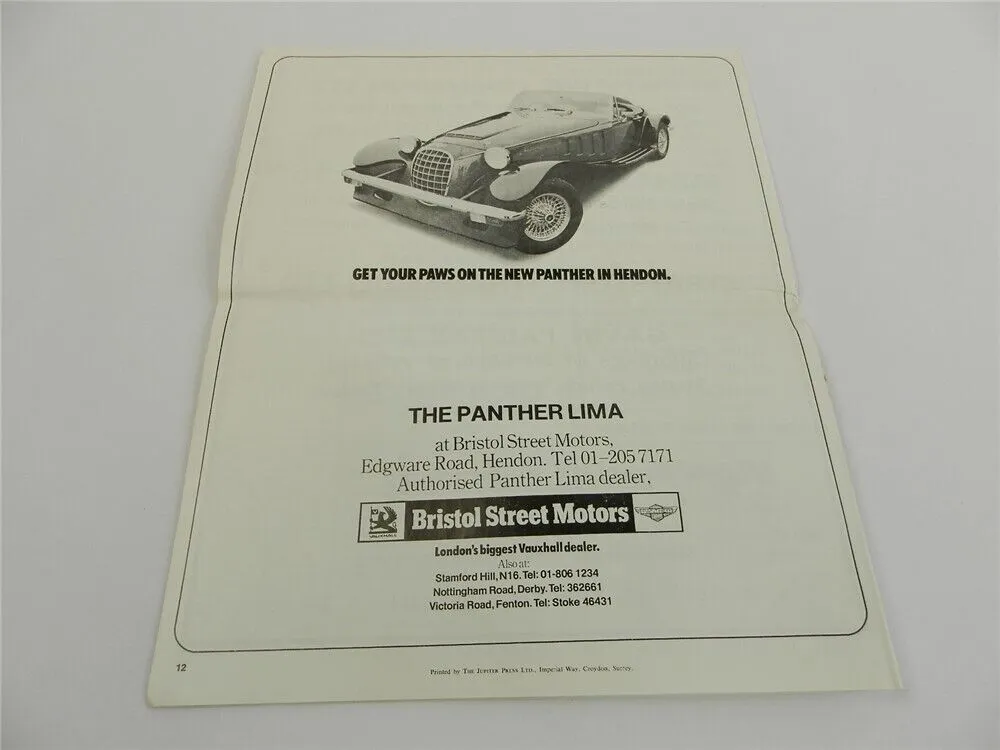 GET YOUR PAWS ON THE NEW PANTHER IN HENDON.
THE PANTHER LIMA
at Bristol Street Motors,
Edgware Road, Hendon. Tel 01-205 7171
Authorised Panther Lima dealer,
VAUXHALL
Bristol Street Motors
PANTHER
London's biggest Vauxhall dealer.
Also at:
Stamford Hill, N16. Tel: 01-806 1234
Nottingham Road, Derby. Tel: 362661
Victoria Road, Fenton. Tel: Stoke 46431
12
Printed by THE JUPITER PRESS LTD., Imperial Way, Croydon, Surrey.